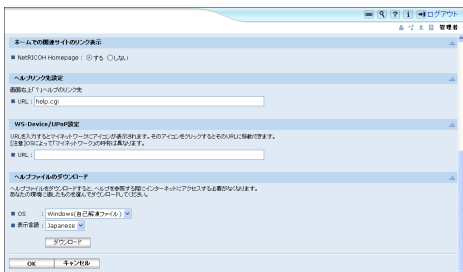 ログアウト
管理者
ホームでの関連サイトのリンク表示
NetRICOH Homepage : する しない
ヘルプリンク先設定
画面右上「?」ヘルプのリンク先
URL : help.cgi
WS-Device/UPnP設定
URLを入力するとマイネットワークにアイコンが表示されます。そのアイコンをクリックするとそのURLに移動できます。
[注意]OSによって「マイネットワーク」の呼称は異なります。
URL :
ヘルプファイルのダウンロード
ヘルプファイルをダウンロードすると、ヘルプを参照する際にインターネットにアクセスする必要がなくなります。
あなたの環境に適したものを選んでダウンロードしてください。
OS : Windows(自己解凍ファイル)
表示言語 : Japanese
ダウンロード
OK キャンセル